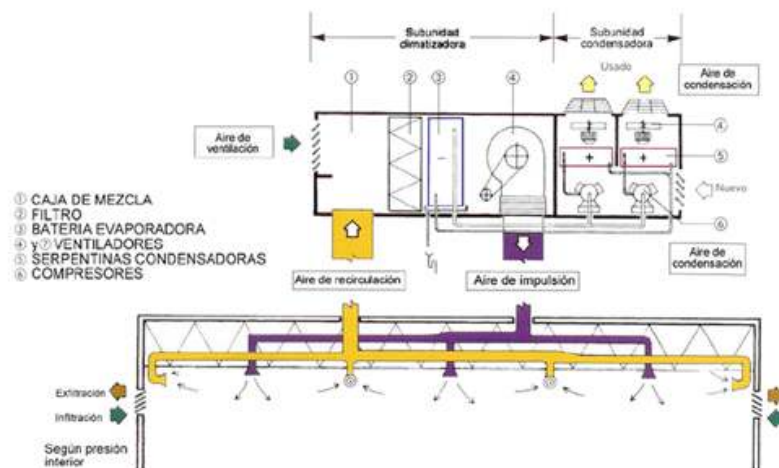 Subunidad
climatizadora
Subunidad
condensadora
Usado
Aire de
condensación
① ② ③ ④
④
Aire de
ventilación
⑤
Nuevo
⑥
① CAJA DE MEZCLA
② FILTRO
③ BATERIA EVAPORADORA
④ y ⑦ VENTILADORES
⑤ SERPENTINAS CONDENSADORAS
⑥ COMPRESORES
Aire de
condensación
Aire de recirculación
Aire de impulsión
Exfiltración
Infiltración
Según presión
interior